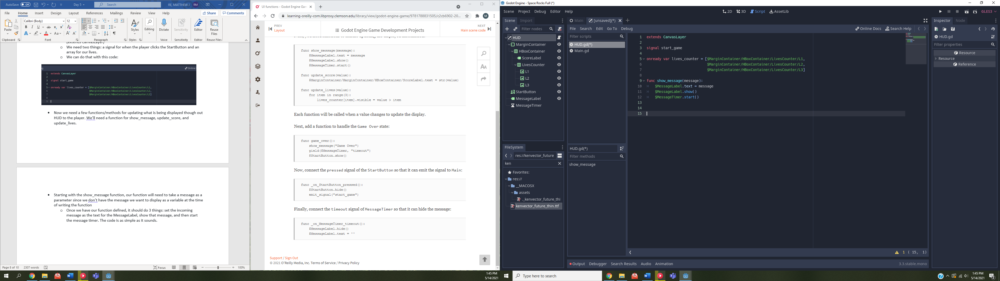 AutoSave Off Day 5 Search RE, MATTHEW J RM
File Home Insert Design Layout References Mailings Review View Help Share Comments
Calibri (Body) 12
Paste Styles Editing Dictate Sensitivity Editor Reuse Files
Clipboard Font Paragraph Styles Voice Sensitivity Editor Reuse Files
(extends CanvasLayer)
o We need two things: a signal for when the player clicks the StartButton and an
array for our lives.
o We can do that with this code:
Online
1 extends CanvasLayer
2
3 signal start_game
4
5 onready var lives_counter = [$MarginContainer/HBoxContainer/LivesCounter/L1,
6 $MarginContainer/HBoxContainer/LivesCounter/L2,
7 $MarginContainer/HBoxContainer/LivesCounter/L3]
8
9
• Now we need a few functions/methods for updating what is being displayed though out
HUD to the player. We'll need a function for show_message, update_score, and
update_lives.
• Starting with the show_message function, our function will need to take a message as a
parameter since we don't have the message we want to display as a variable at the time
of writing the function
o Once we have our function defined, it should do 3 things: set the incoming
message as the text for the MessageLabel, show that message, and then start
the message timer. The code is as simple as it sounds.
Page 8 of 10 2307 words Focus 100%
UI functions - Godot Engine Gam
learning-oreilly-com.libproxy.clemson.edu/library/view/godot-engine-game/9781788831505/c2cb6902-20...
PREV
Layout
Godot Engine Game Development Projects
NEXT
Main scene code
func show_message(message):
$MessageLabel.text = message
$MessageLabel.show()
$MessageTimer.start()
func update_score(value):
$MarginContainer/MarginContainer/HBoxContainer/ScoreLabel.text = str(value)
func update_lives(value):
for item in range(3):
lives_counter[item].visible = value > item
Each function will be called when a value changes to update the display.
Next, add a function to handle the Game Over state:
func game_over():
show_message("Game Over")
yield($MessageTimer, "timeout")
$StartButton.show()
Now, connect the pressed signal of the StartButton so that it can emit the signal to Main:
func _on_StartButton_pressed():
$StartButton.hide()
emit_signal("start_game")
Finally, connect the timeout signal of MessageTimer so that it can hide the message:
func _on_MessageTimer_timeout():
$MessageLabel.hide()
$MessageLabel.text = ''
Support / Sign Out
© 2021 O'Reilly Media, Inc. Terms of Service / Privacy Policy
1:45 PM
5/14/2021
Godot Engine - Space Rocks Full (*)
Scene Project Debug Editor Help 2D 3D Script AssetLib GLES3
Scene Import
Filter nodes
HUD
MarginContainer
HBoxContainer
ScoreLabel
LivesCounter
L1
L2
L3
StartButton
MessageLabel
MessageTimer
FileSystem
res://kenvector_future
ken
Favorites:
res://
__MACOSX
assets
._kenvector_future_thi
kenvector_future_thin.ttf
Main [unsaved](*)
File Search Edit Go To Debug Online Docs Search Help
Filter scripts
HUD.gd(*)
Main.gd
HUD.gd(*)
Filter methods
show_message
1 extends CanvasLayer
2
3 signal start_game
4
5 onready var lives_counter = [$MarginContainer/HBoxContainer/LivesCounter/L1,
6 $MarginContainer/HBoxContainer/LivesCounter/L2,
7 $MarginContainer/HBoxContainer/LivesCounter/L3]
8
9 func show_message(message):
10 $MessageLabel.text = message
11 $MessageLabel.show()
12 $MessageTimer.start()
13
14
15
1 ( 15, 1)
Output Debugger Search Results Audio Animation 3.3.stable.mono
Inspector Node
HUD.gd
Filter properties
Resource
Resource
Reference
Type here to search
1:45 PM
5/14/2021